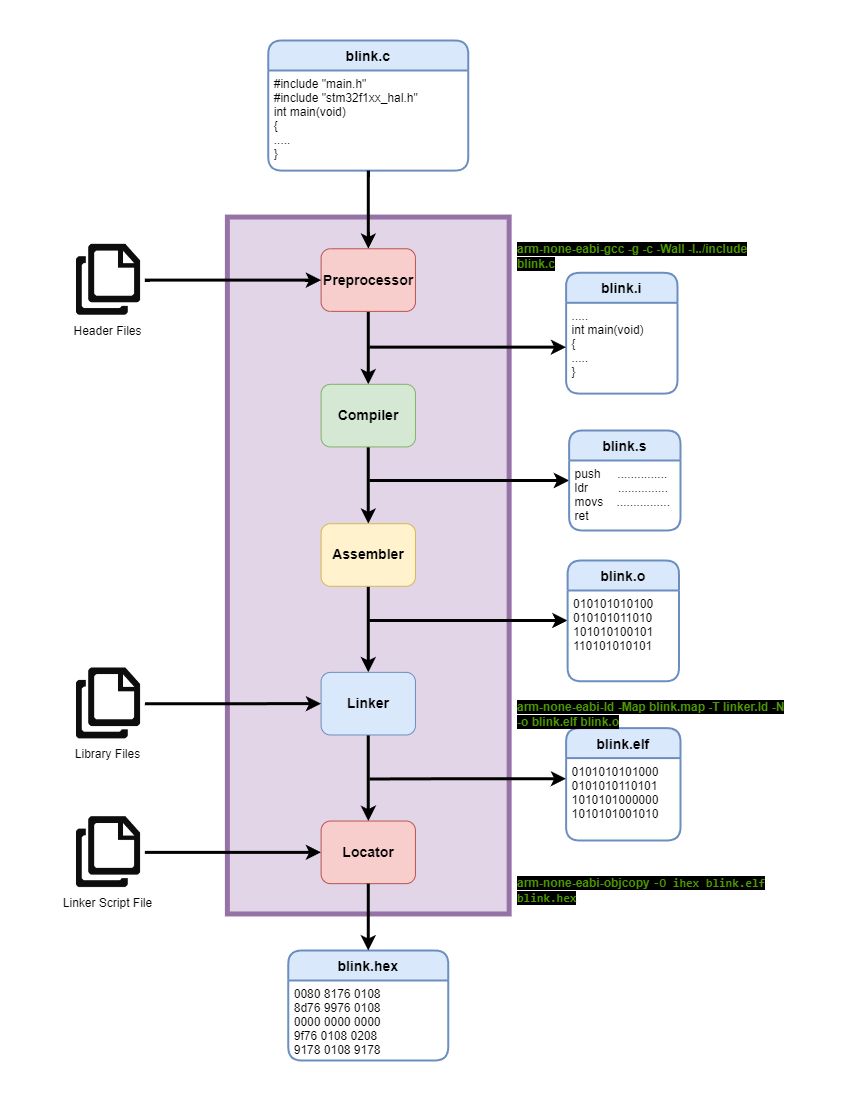 blink.c
#include "main.h"
#include "stm32f1xx_hal.h"
int main(void)
{
.....
}
arm-none-eabi-gcc -g -c -Wall -I../include
blink.c
Preprocessor
Header Files
blink.i
.....
int main(void)
{
.....
}
Compiler
blink.s
push ...............
ldr ...............
movs ................
ret
Assembler
blink.o
010101010100
010101011010
101010100101
110101010101
Linker
Library Files
arm-none-eabi-ld -Map blink.map -T linker.ld -N
-o blink.elf blink.o
blink.elf
0101010101000
0101010110101
1010101000000
1010101001010
Locator
Linker Script File
arm-none-eabi-objcopy -O ihex blink.elf
blink.hex
blink.hex
0080 8176 0108
8d76 9976 0108
0000 0000 0000
9f76 0108 0208
9178 0108 9178